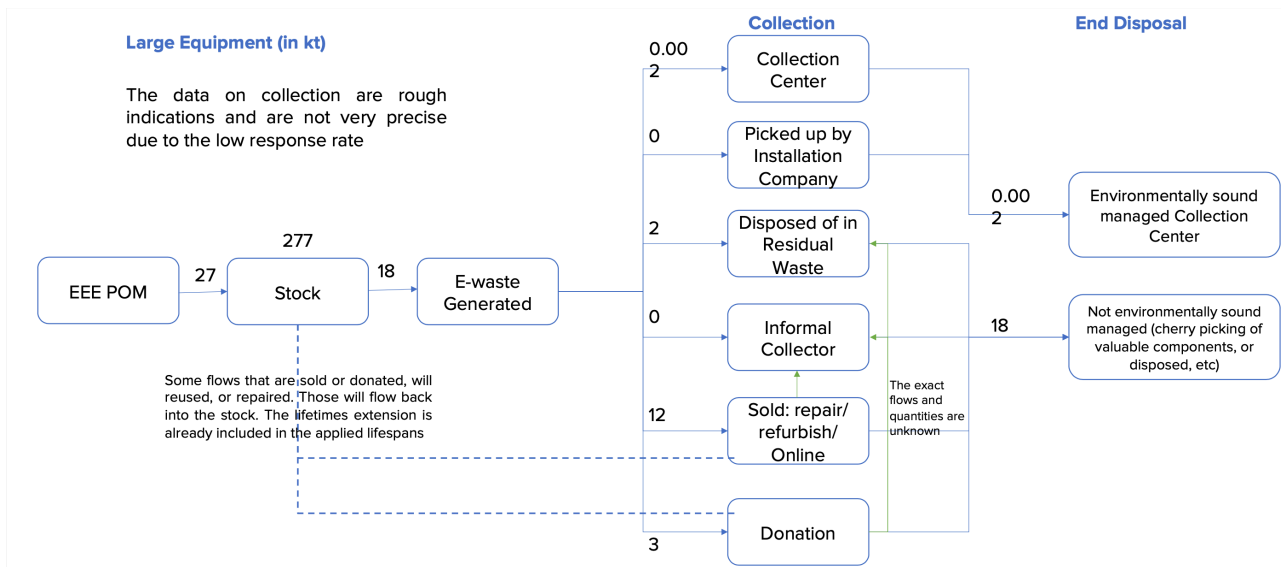 Collection
End Disposal
Large Equipment (in kt)
The data on collection are rough
indications and are not very precise
due to the low response rate
0.00
2
Collection
Center
0
Picked up by
Installation
Company
0.00
2
Environmentally sound
managed Collection
Center
2
Disposed of in
Residual
Waste
277
EEE POM
27
Stock
18
E-waste
Generated
0
Informal
Collector
18
Not environmentally sound
managed (cherry picking of
valuable components, or
disposed, etc)
Some flows that are sold or donated, will
reused, or repaired. Those will flow back
into the stock. The lifetimes extension is
already included in the applied lifespans
The exact
flows and
quantities are
unknown
12
Sold: repair/
refurbish/
Online
3
Donation